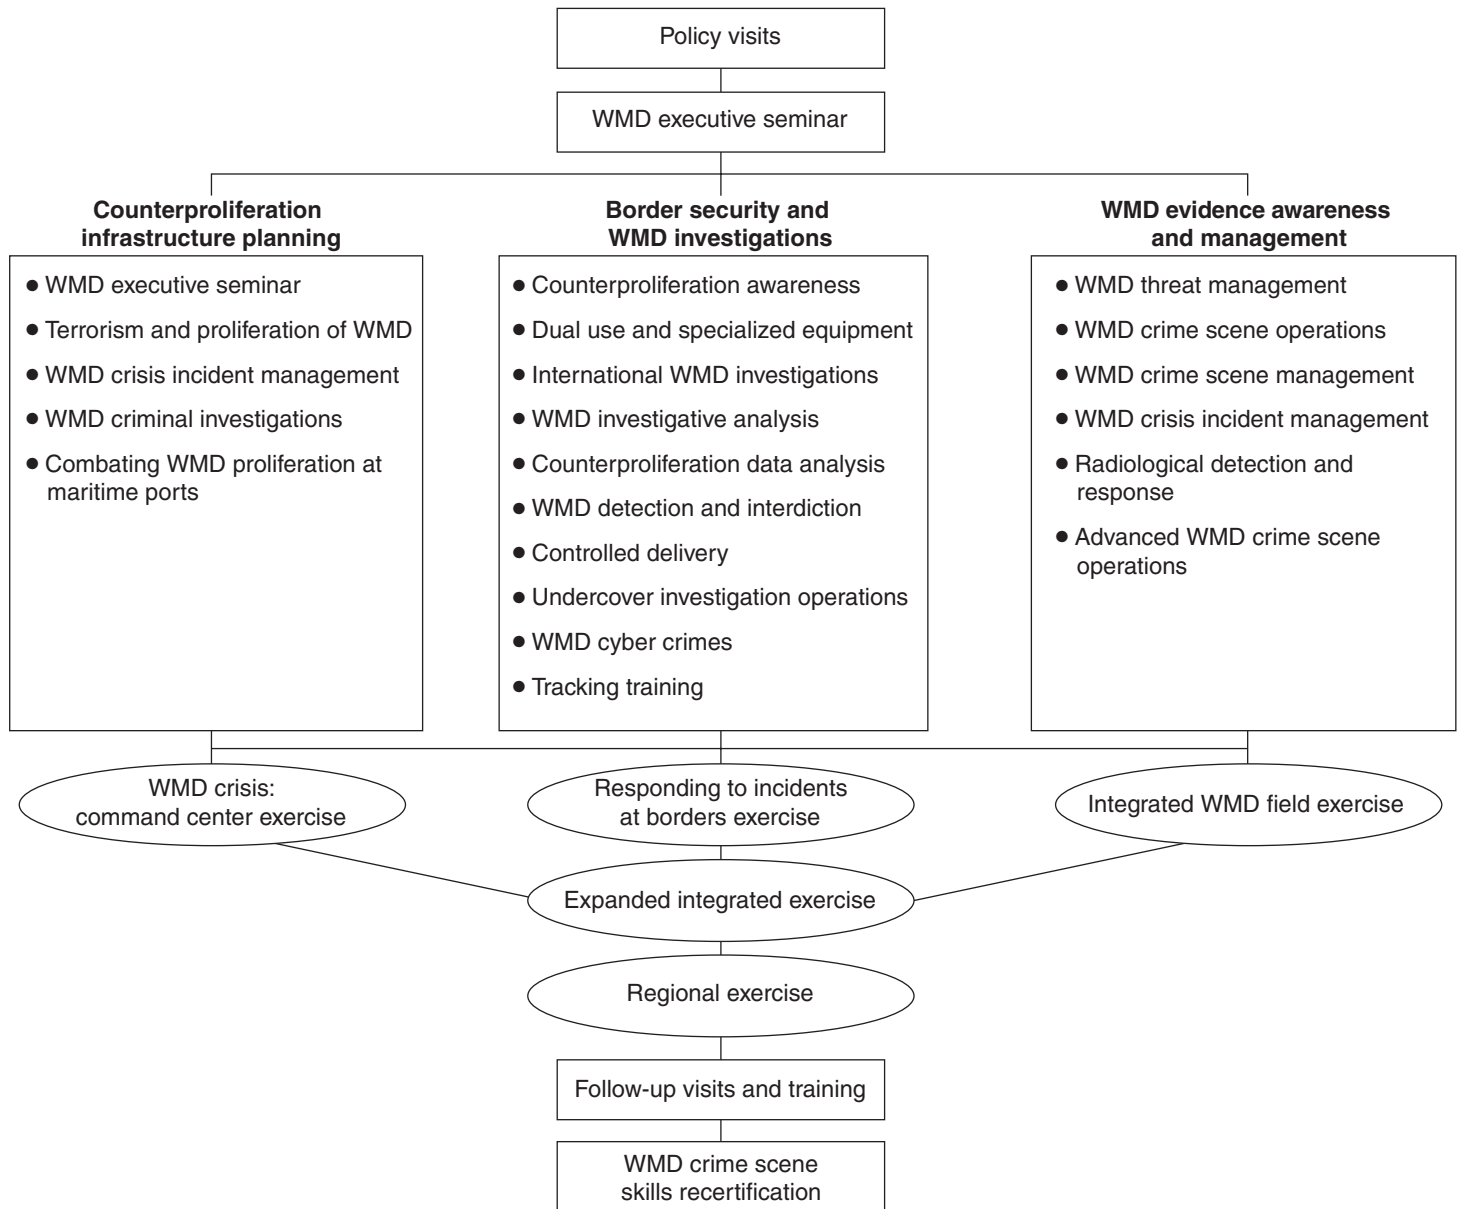 Policy visits
WMD executive seminar
Counterproliferation
infrastructure planning
● WMD executive seminar
● Terrorism and proliferation of WMD
● WMD crisis incident management
● WMD criminal investigations
● Combating WMD proliferation at
maritime ports
Border security and
WMD investigations
● Counterproliferation awareness
● Dual use and specialized equipment
● International WMD investigations
● WMD investigative analysis
● Counterproliferation data analysis
● WMD detection and interdiction
● Controlled delivery
● Undercover investigation operations
● WMD cyber crimes
● Tracking training
WMD evidence awareness
and management
● WMD threat management
● WMD crime scene operations
● WMD crime scene management
● WMD crisis incident management
● Radiological detection and
response
● Advanced WMD crime scene
operations
WMD crisis:
command center exercise
Responding to incidents
at borders exercise
Integrated WMD field exercise
Expanded integrated exercise
Regional exercise
Follow-up visits and training
WMD crime scene
skills recertification